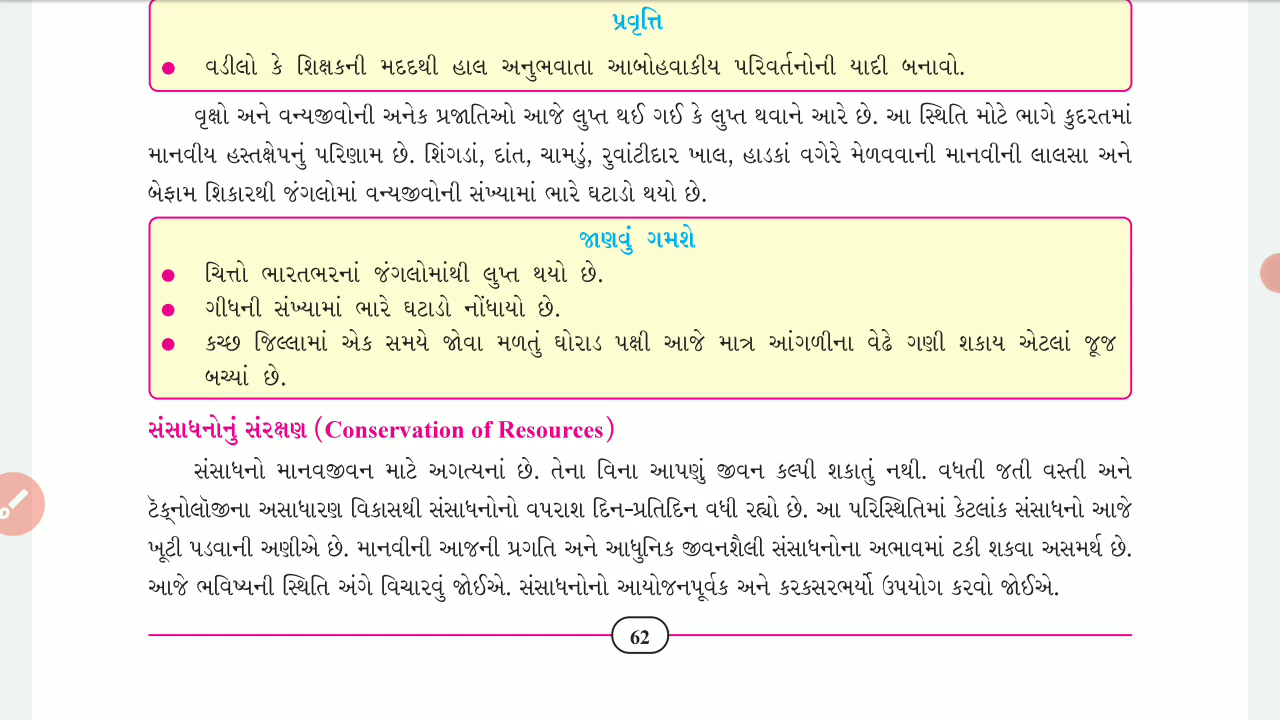 પ્રવૃત્તિ
● વડીલો કે શિક્ષકની મદદથી હાલ અનુભવાતા આબોહવાકીય પરિવર્તનોની યાદી બનાવો.
વૃક્ષો અને વન્યજીવોની અનેક પ્રજાતિઓ આજે લુપ્ત થઈ ગઈ કે લુપ્ત થવાને આરે છે. આ સ્થિતિ મોટે ભાગે કુદરતમાં
માનવીય હસ્તક્ષેપનું પરિણામ છે. શિંગડાં, દાંત, ચામડું, રુવાંટીદાર ખાલ, હાડકાં વગેરે મેળવવાની માનવીની લાલસા અને
બેફામ શિકારથી જંગલોમાં વન્યજીવોની સંખ્યામાં ભારે ઘટાડો થયો છે.
જાણવું ગમશે
● ચિત્તો ભારતભરનાં જંગલોમાંથી લુપ્ત થયો છે.
● ગીધની સંખ્યામાં ભારે ઘટાડો નોંધાયો છે.
● કચ્છ જિલ્લામાં એક સમયે જોવા મળતું ઘોરાડ પક્ષી આજે માત્ર આંગળીના વેઢે ગણી શકાય એટલાં જૂજ
બચ્યાં છે.
સંસાધનોનું સંરક્ષણ (Conservation of Resources)
સંસાધનો માનવજીવન માટે અગત્યનાં છે. તેના વિના આપણું જીવન કલ્પી શકાતું નથી. વધતી જતી વસ્તી અને
ટૅક્નોલૉજીના અસાધારણ વિકાસથી સંસાધનોનો વપરાશ દિન-પ્રતિદિન વધી રહ્યો છે. આ પરિસ્થિતિમાં કેટલાંક સંસાધનો આજે
ખૂટી પડવાની અણીએ છે. માનવીની આજની પ્રગતિ અને આધુનિક જીવનશૈલી સંસાધનોના અભાવમાં ટકી શકવા અસમર્થ છે.
આજે ભવિષ્યની સ્થિતિ અંગે વિચારવું જોઈએ. સંસાધનોનો આયોજનપૂર્વક અને કરકસરભર્યો ઉપયોગ કરવો જોઈએ.
62